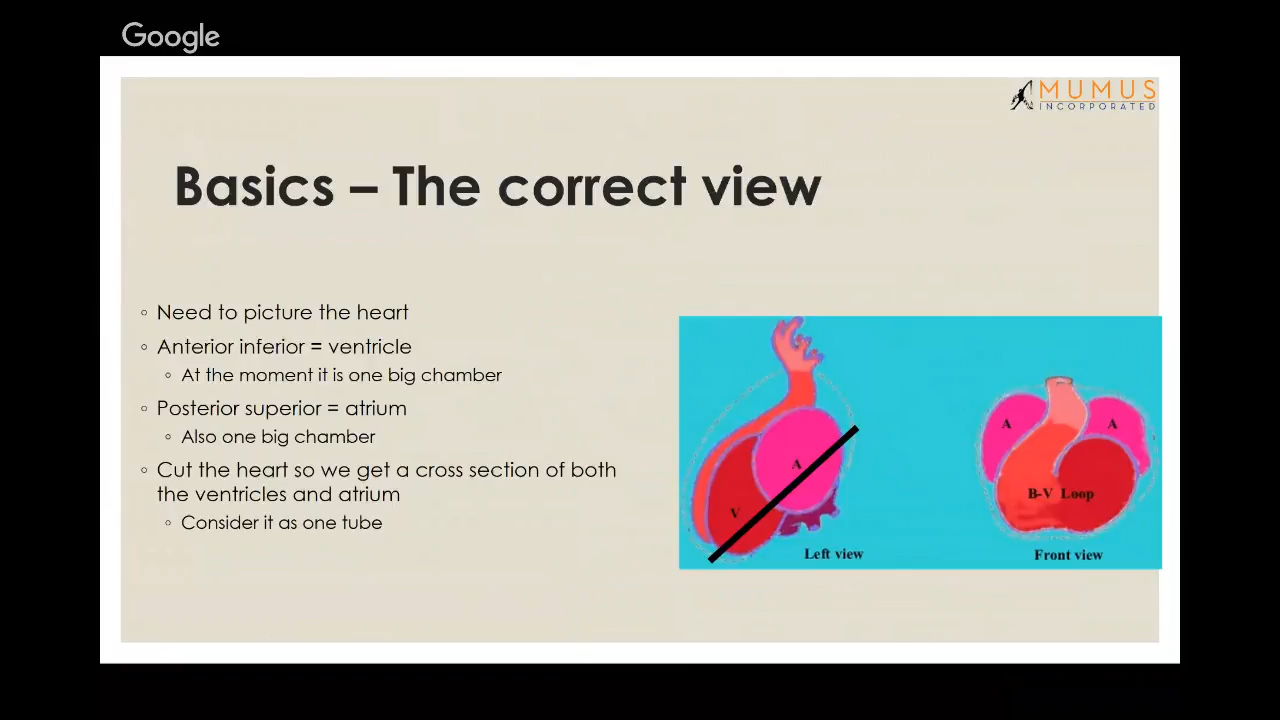 Google
MUMUS
INCORPORATED
Basics – The correct view
◦ Need to picture the heart
◦ Anterior inferior = ventricle
◦ At the moment it is one big chamber
◦ Posterior superior = atrium
◦ Also one big chamber
◦ Cut the heart so we get a cross section of both
the ventricles and atrium
◦ Consider it as one tube
A
V
Left view
A
A
B-V Loop
Front view